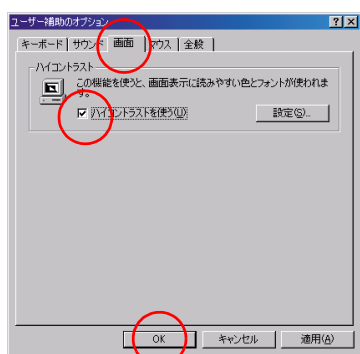 ユーザー補助のオプション
キーボード サウンド 画面 マウス 全般
ハイコントラスト
この機能を使うと、画面表示に読みやすい色とフォントが使われま
す。
ハイコントラストを使う(U)
設定(S)...
OK キャンセル 適用(A)